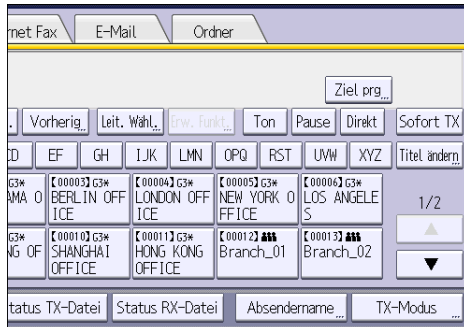 rnet Fax E-Mail Ordner
Ziel prg.
. Vorherig. Leit. Wähl. Erw. Funkt. Ton Pause Direkt Sofort TX
CD EF GH IJK LMN OPQ RST UVW XYZ Titel ändern
G3* 【00003】G3* 【00004】G3* 【00005】G3* 【00006】G3*
AMA O BERLIN OFF LONDON OFF NEW YORK O LOS ANGELE 1/2
ICE ICE FFICE S
G3* 【00010】G3* 【00011】G3* 【00012】 【00013】
NG OF SHANGHAI HONG KONG Branch_01 Branch_02
OFFICE OFFICE
tatus TX-Datei Status RX-Datei Absendername TX-Modus